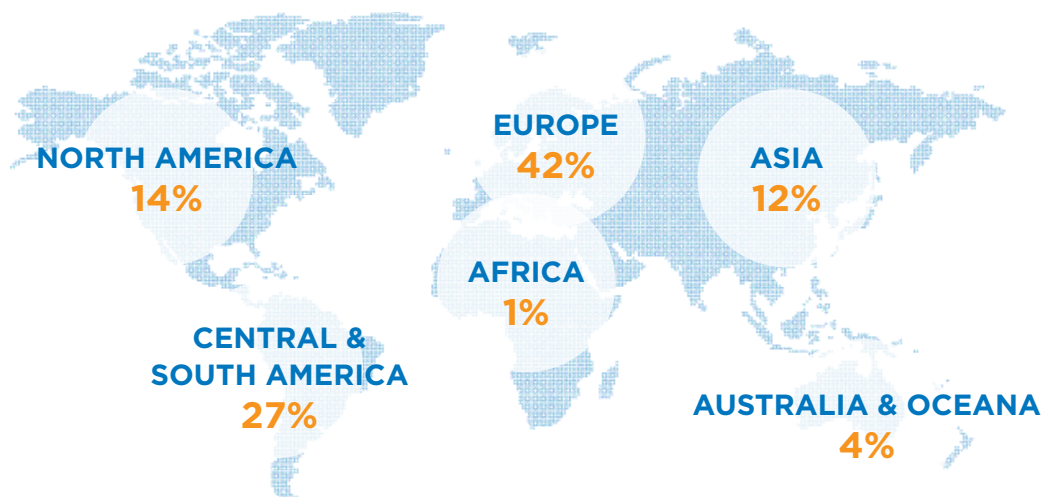 NORTH AMERICA
14%
EUROPE
42%
ASIA
12%
AFRICA
1%
CENTRAL &
SOUTH AMERICA
27%
AUSTRALIA & OCEANA
4%